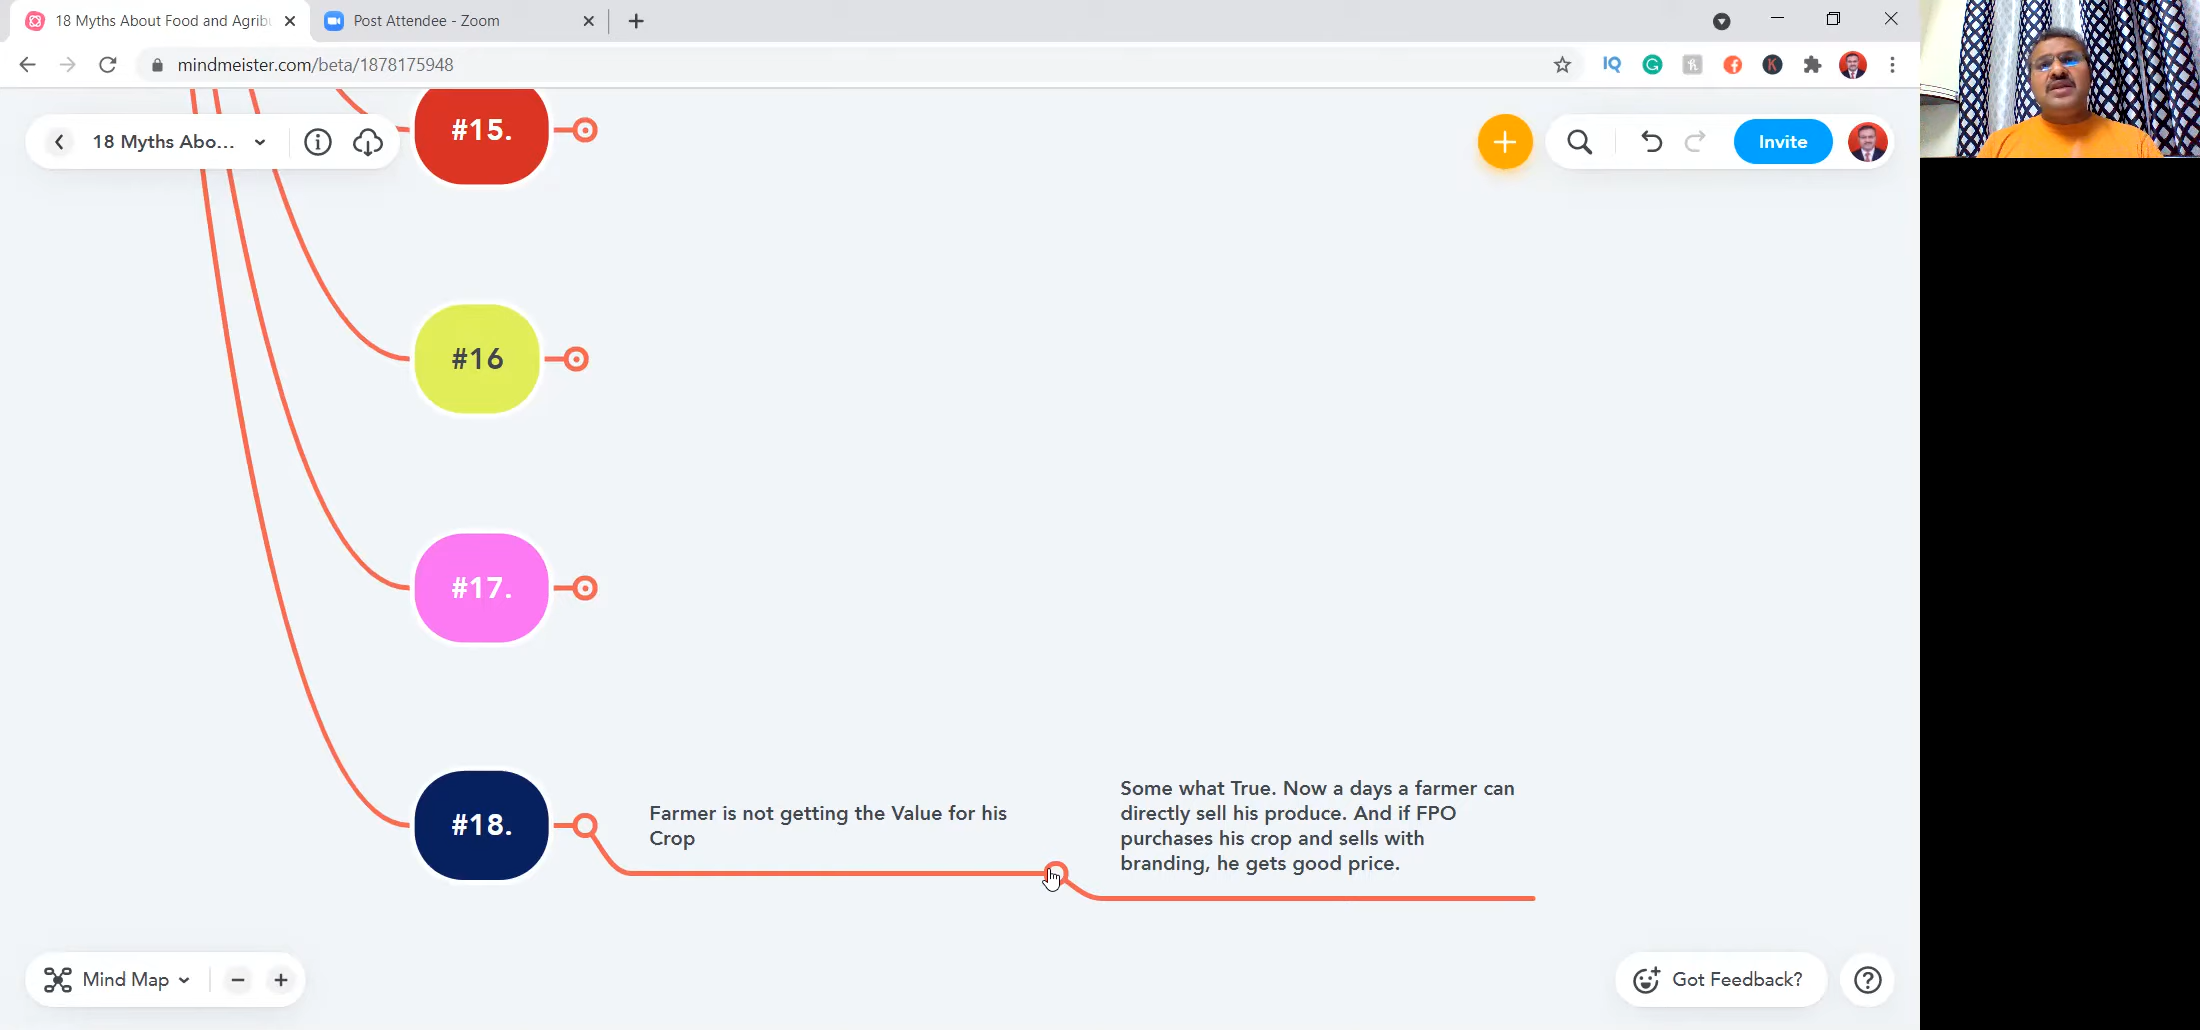 18 Myths About Food and Agribu
Post Attendee - Zoom
mindmeister.com/beta/1878175948
IQ
18 Myths Abo...
Invite
#15.
#16
#17.
#18.
Farmer is not getting the Value for his
Crop
Some what True. Now a days a farmer can
directly sell his produce. And if FPO
purchases his crop and sells with
branding, he gets good price.
Mind Map
Got Feedback?